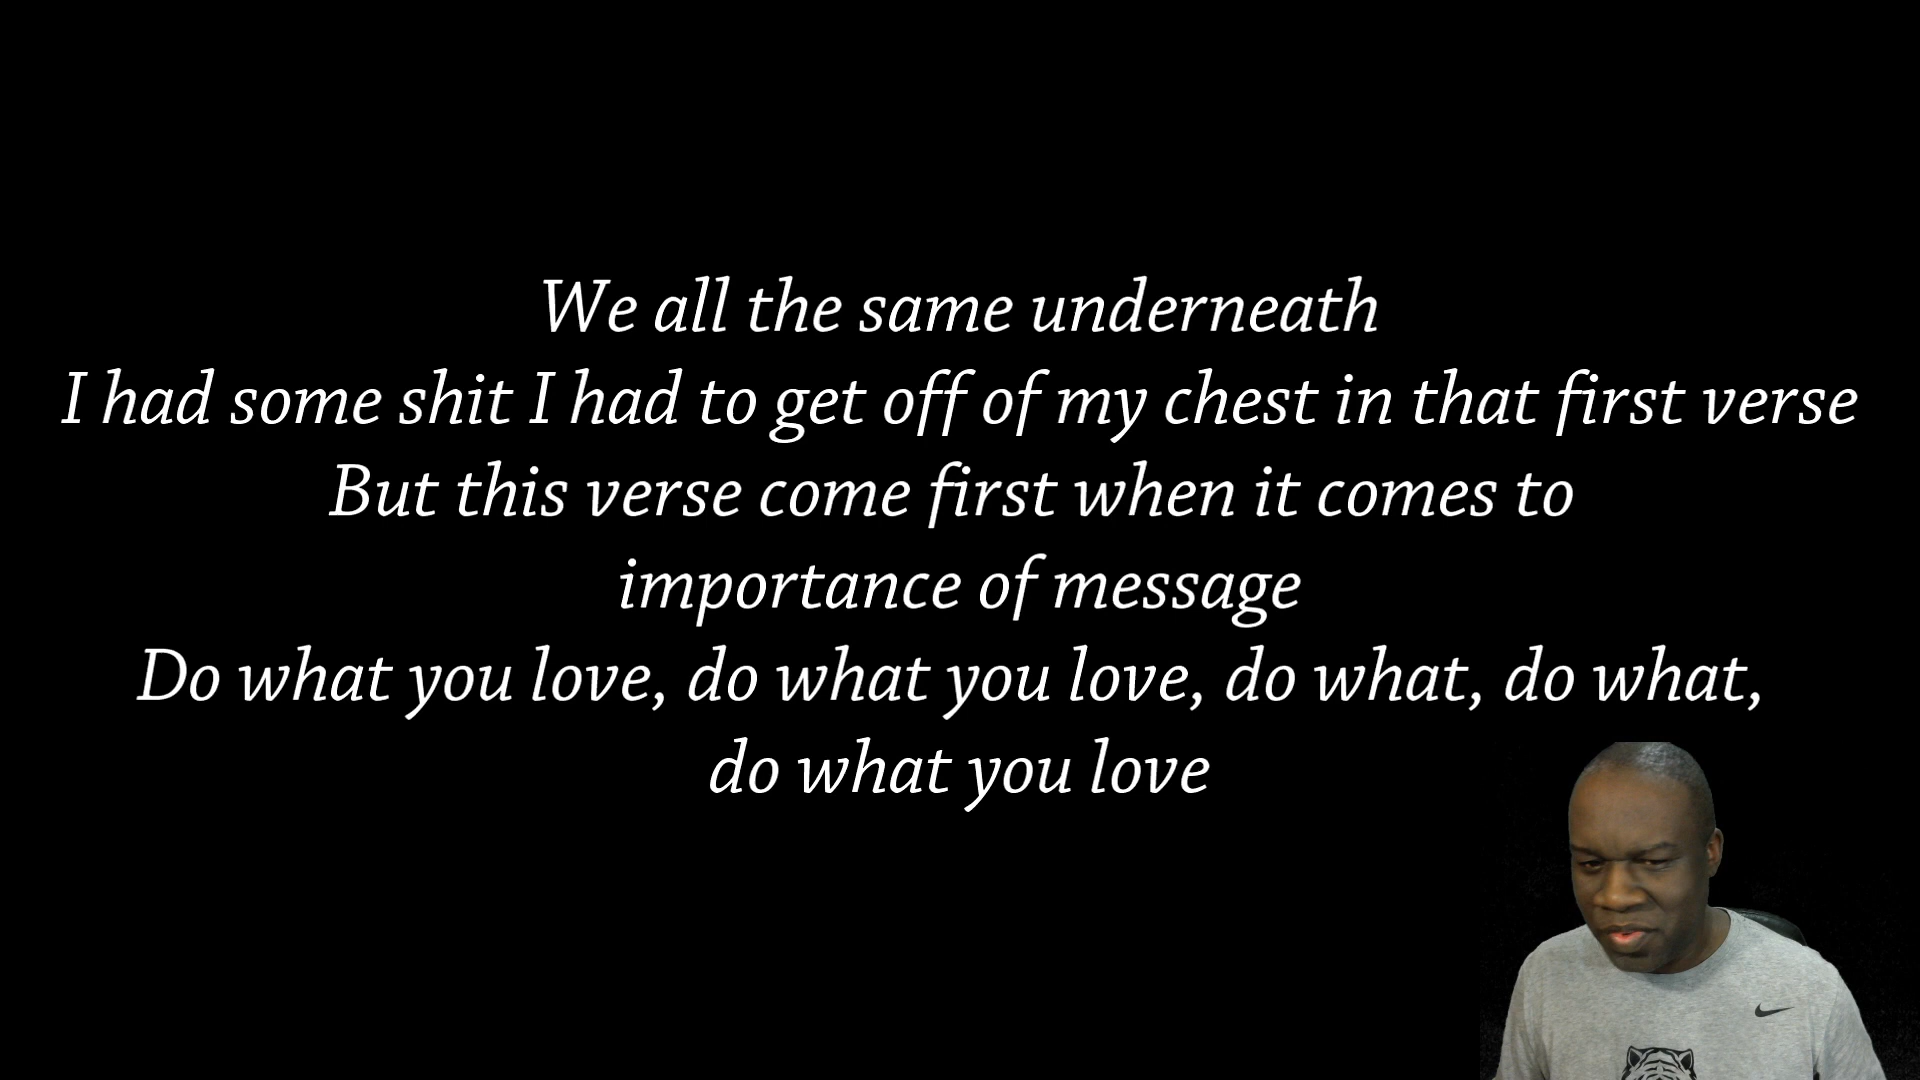 We all the same underneath
I had some shit I had to get off of my chest in that first verse
But this verse come first when it comes to
importance of message
Do what you love, do what you love, do what, do what,
do what you love